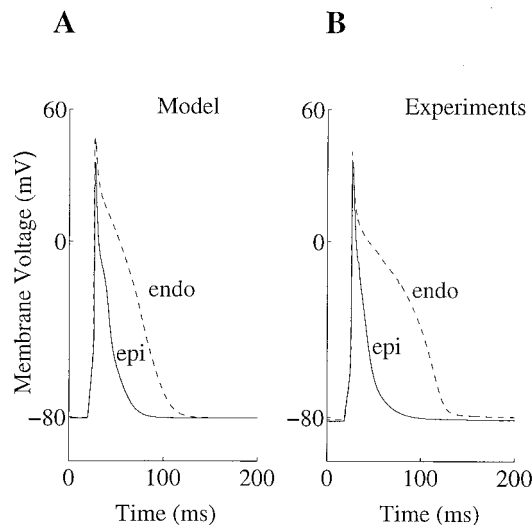 A
B
60
Model
60
Experiments
Membrane Voltage (mV)
0
0
endo
endo
epi
epi
−80
−80
0 100 200
0 100 200
Time (ms)
Time (ms)